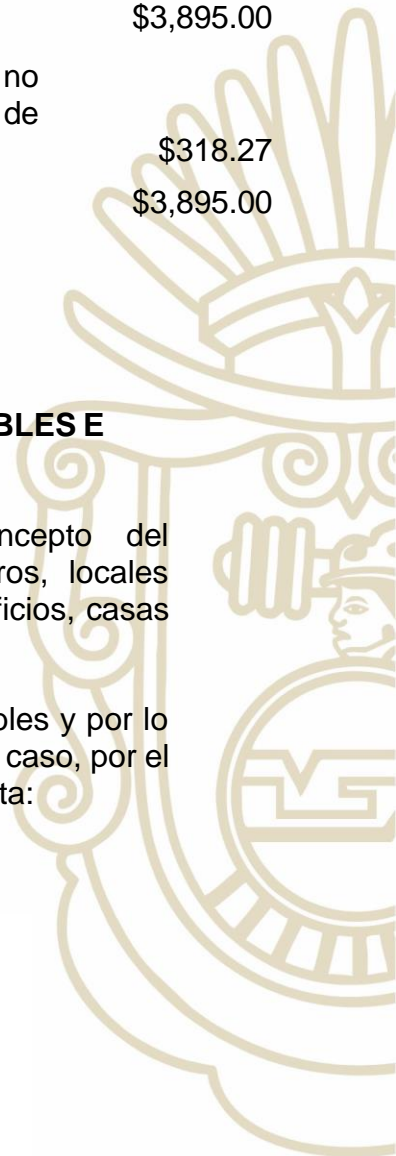 $3,895.00
no
de
$318.27
$3,895.00
BLES E
ncepto del
ros, locales
ficios, casas
bles y por lo
caso, por el
ta: